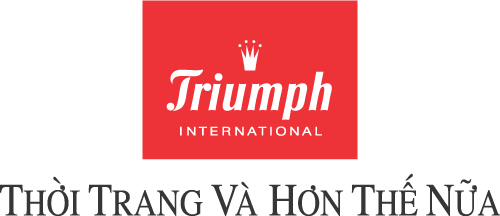 Triumph
INTERNATIONAL
THỜI TRANG VÀ HƠN THẾ NỮA